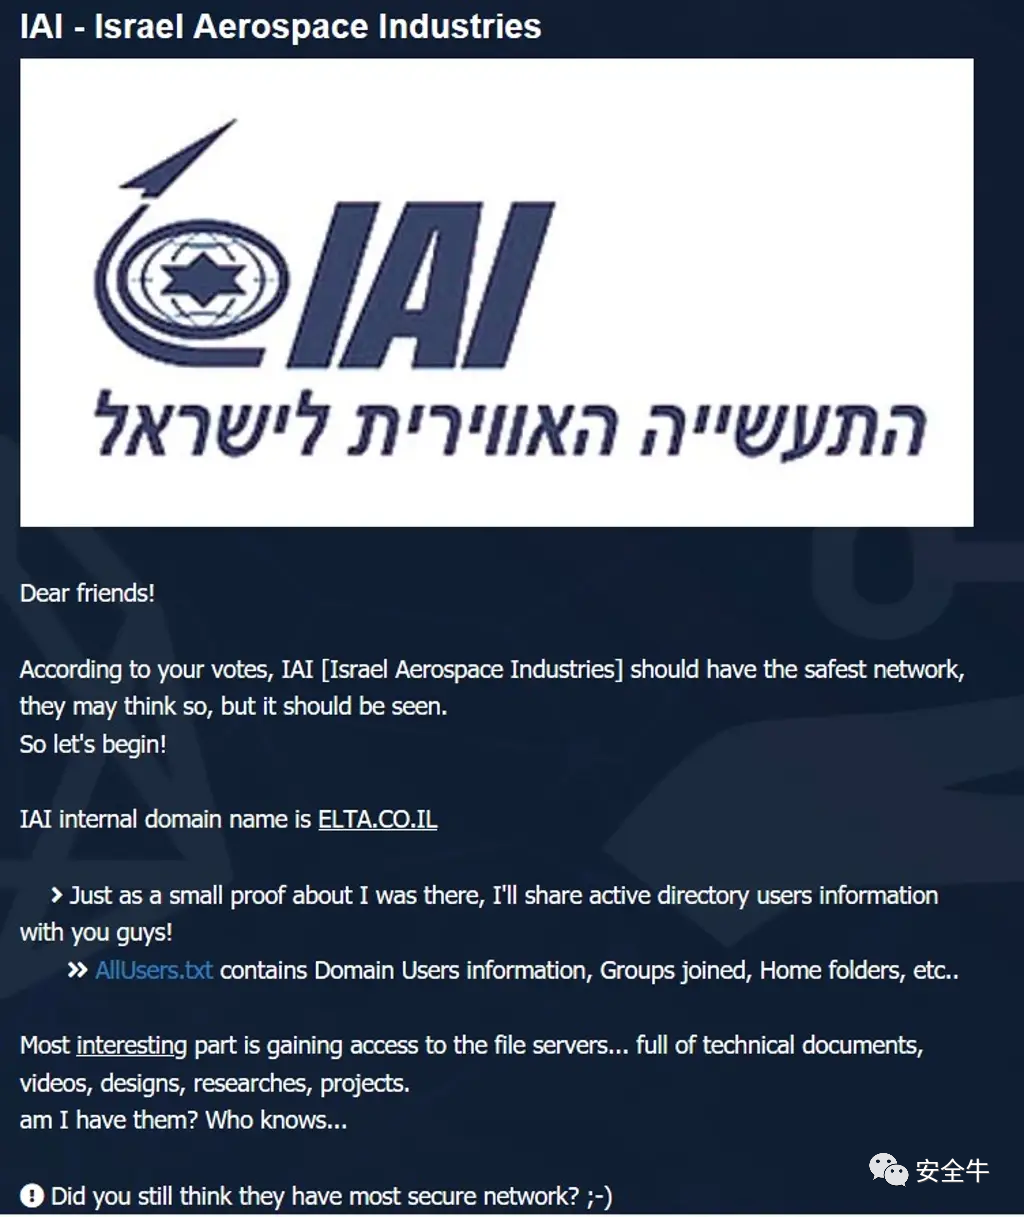 IAI - Israel Aerospace Industries
IAI
התעשייה האווירית לישראל
Dear friends!
According to your votes, IAI [Israel Aerospace Industries] should have the safest network,
they may think so, but it should be seen.
So let's begin!
IAI internal domain name is ELTA.CO.IL
Just as a small proof about I was there, I'll share active directory users information
with you guys!
AllUsers.txt contains Domain Users information, Groups joined, Home folders, etc..
Most interesting part is gaining access to the file servers... full of technical documents,
videos, designs, researches, projects.
am I have them? Who knows...
Did you still think they have most secure network? ;-)
安全牛